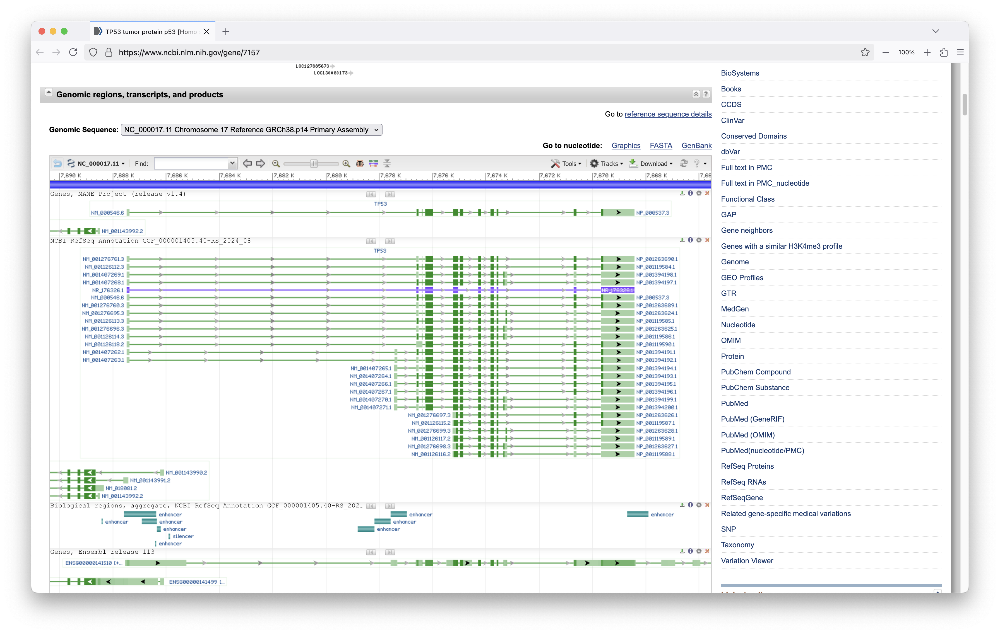 TP53 tumor protein p53 [Homo
https://www.ncbi.nlm.nih.gov/gene/7157
100%
LOC127885673
LOC130060173
Genomic regions, transcripts, and products
Go to reference sequence details
Genomic Sequence: NC_000017.11 Chromosome 17 Reference GRCh38.p14 Primary Assembly
Go to nucleotide: Graphics FASTA GenBank
NC_000017.11 Find: ATG Tools Tracks Download ?
7,690 K 7,688 K 7,686 K 7,684 K 7,682 K 7,680 K 7,678 K 7,676 K 7,674 K 7,672 K 7,670 K 7,668 K 7,66
Genes, MANE Project (release v1.4)
TP53
NM_000546.6 NP_000537.3
NM_001143992.2
NCBI RefSeq Annotation GCF_000001405.40-RS_2024_08
TP53
NM_001276761.3 NP_001263690.1
NM_001126112.3 NP_001119584.1
NM_001407269.1 NP_001394198.1
NM_001407268.1 NP_001394197.1
NR_176326.1 NR_176326.1
NM_000546.6 NP_000537.3
NM_001276760.3 NP_001263689.1
NM_001276695.3 NP_001263624.1
NM_001126113.3 NP_001119585.1
NM_001276696.3 NP_001263625.1
NM_001126114.3 NP_001119586.1
NM_001126118.2 NP_001119590.1
NM_001407262.1 NP_001394191.1
NM_001407263.1 NP_001394192.1
NM_001407265.1 NP_001394194.1
NM_001407264.1 NP_001394193.1
NM_001407266.1 NP_001394195.1
NM_001407267.1 NP_001394196.1
NM_001407270.1 NP_001394199.1
NM_001407271.1 NP_001394200.1
NM_001276697.3 NP_001263626.1
NM_001126115.2 NP_001119587.1
NM_001276699.3 NP_001263628.1
NM_001126117.2 NP_001119589.1
NM_001276698.3 NP_001263627.1
NM_001126116.2 NP_001119588.1
NM_001143990.2
NM_001143991.2
NM_018081.2
NM_001143992.2
Biological regions, aggregate, NCBI RefSeq Annotation GCF_000001405.40-RS_202…
enhancer enhancer enhancer
enhancer enhancer enhancer
enhancer enhancer
silencer
enhancer
Genes, Ensembl release 113
ENSG00000141510 [+...
ENSG00000141499 [...
BioSystems
Books
CCDS
ClinVar
Conserved Domains
dbVar
Full text in PMC
Full text in PMC_nucleotide
Functional Class
GAP
Gene neighbors
Genes with a similar H3K4me3 profile
Genome
GEO Profiles
GTR
MedGen
Nucleotide
OMIM
Protein
PubChem Compound
PubChem Substance
PubMed
PubMed (GeneRIF)
PubMed (OMIM)
PubMed(nucleotide/PMC)
RefSeq Proteins
RefSeq RNAs
RefSeqGene
Related gene-specific medical variations
SNP
Taxonomy
Variation Viewer